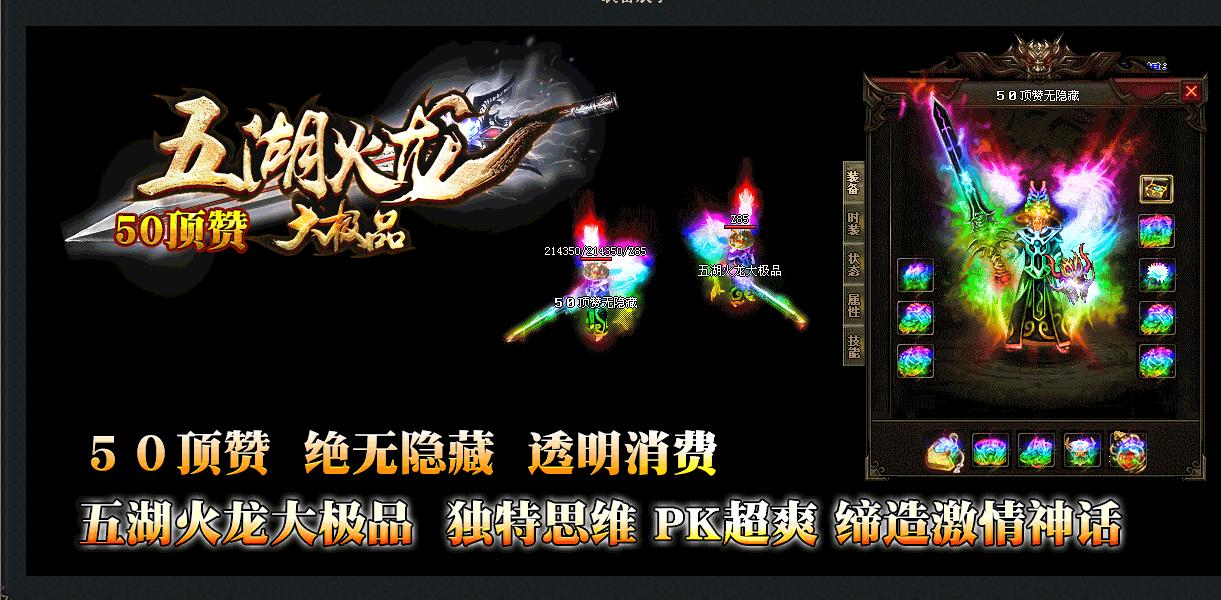 五湖火龙
50顶赞 大极品
214350/214350/Z85
50顶赞无隐藏
Z85
五湖火龙大极品
50顶赞无隐藏
装备
时装
状态
属性
技能
50顶赞 绝无隐藏 透明消费
五湖火龙大极品 独特思维 PK超爽 缔造激情神话